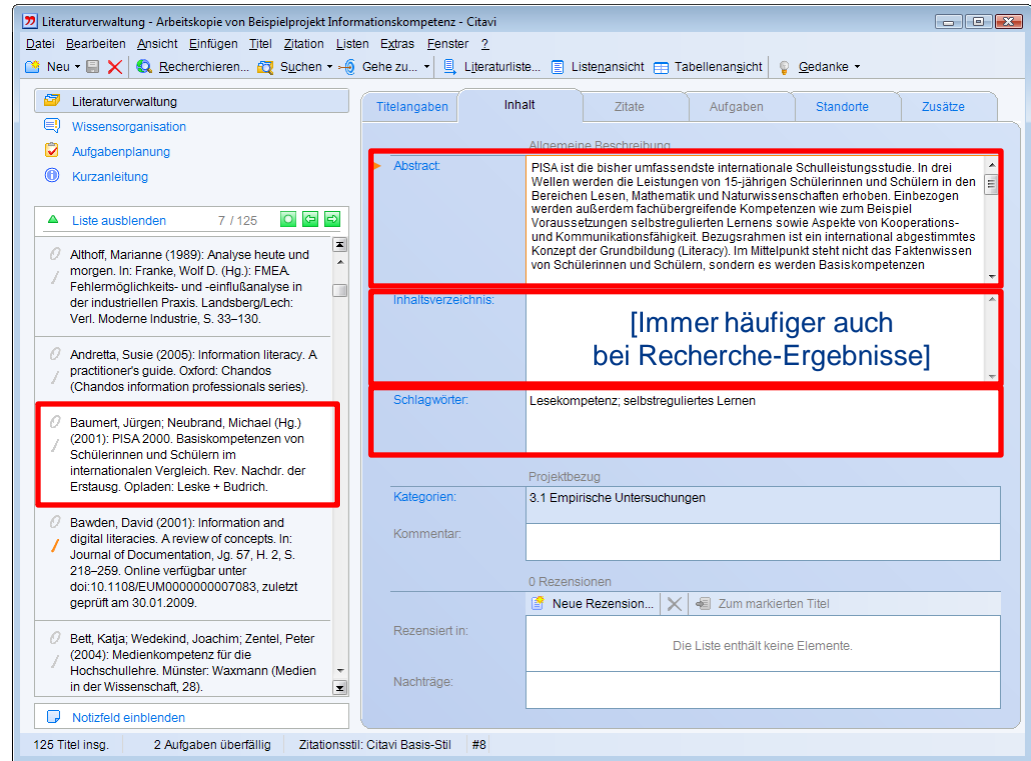 Literaturverwaltung - Arbeitskopie von Beispielprojekt Informationskompetenz - Citavi
Datei Bearbeiten Ansicht Einfügen Titel Zitation Listen Extras Fenster ?
Neu Recherchieren... Suchen Gehe zu... Literaturliste... Listenansicht Tabellenansicht Gedanke
Literaturverwaltung
Wissensorganisation
Aufgabenplanung
Kurzanleitung
Liste ausblenden 7 / 125
Althoff, Marianne (1989): Analyse heute und
morgen. In: Franke, Wolf D. (Hg.): FMEA.
Fehlermöglichkeits- und -einflußanalyse in
der industriellen Praxis. Landsberg/Lech:
Verl. Moderne Industrie, S. 33–130.
Andretta, Susie (2005): Information literacy. A
practitioner's guide. Oxford: Chandos
(Chandos information professionals series).
Baumert, Jürgen; Neubrand, Michael (Hg.)
(2001): PISA 2000. Basiskompetenzen von
Schülerinnen und Schülern im
internationalen Vergleich. Rev. Nachdr. der
Erstausg. Opladen: Leske + Budrich.
Bawden, David (2001): Information and
digital literacies. A review of concepts. In:
Journal of Documentation, Jg. 57, H. 2, S.
218–259. Online verfügbar unter
doi:10.1108/EUM0000000007083, zuletzt
geprüft am 30.01.2009.
Bett, Katja; Wedekind, Joachim; Zentel, Peter
(2004): Medienkompetenz für die
Hochschullehre. Münster: Waxmann (Medien
in der Wissenschaft, 28).
Notizfeld einblenden
Titelangaben Inhalt Zitate Aufgaben Standorte Zusätze
Allgemeine Beschreibung
Abstract:
PISA ist die bisher umfassendste internationale Schulleistungsstudie. In drei
Wellen werden die Leistungen von 15-jährigen Schülerinnen und Schülern in den
Bereichen Lesen, Mathematik und Naturwissenschaften erhoben. Einbezogen
werden außerdem fachübergreifende Kompetenzen wie zum Beispiel
Voraussetzungen selbstregulierten Lernens sowie Aspekte von Kooperations-
und Kommunikationsfähigkeit. Bezugsrahmen ist ein international abgestimmtes
Konzept der Grundbildung (Literacy). Im Mittelpunkt steht nicht das Faktenwissen
von Schülerinnen und Schülern, sondern es werden Basiskompetenzen
Inhaltsverzeichnis:
[Immer häufiger auch
bei Recherche-Ergebnisse]
Schlagwörter: Lesekompetenz; selbstreguliertes Lernen
Projektbezug
Kategorien: 3.1 Empirische Untersuchungen
Kommentar:
0 Rezensionen
Neue Rezension... Zum markierten Titel
Rezensiert in:
Die Liste enthält keine Elemente.
Nachträge:
125 Titel insg. 2 Aufgaben überfällig Zitationsstil: Citavi Basis-Stil #8